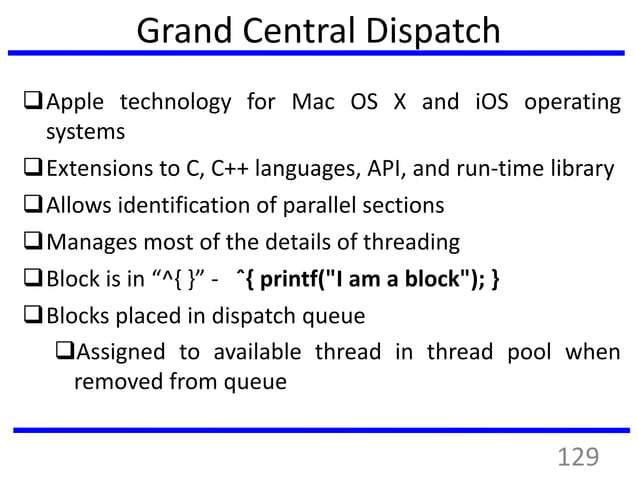 Grand Central Dispatch
❑Apple technology for Mac OS X and iOS operating
systems
❑Extensions to C, C++ languages, API, and run-time library
❑Allows identification of parallel sections
❑Manages most of the details of threading
❑Block is in “^{ }” - ˆ{ printf("I am a block"); }
❑Blocks placed in dispatch queue
❑Assigned to available thread in thread pool when
removed from queue
129